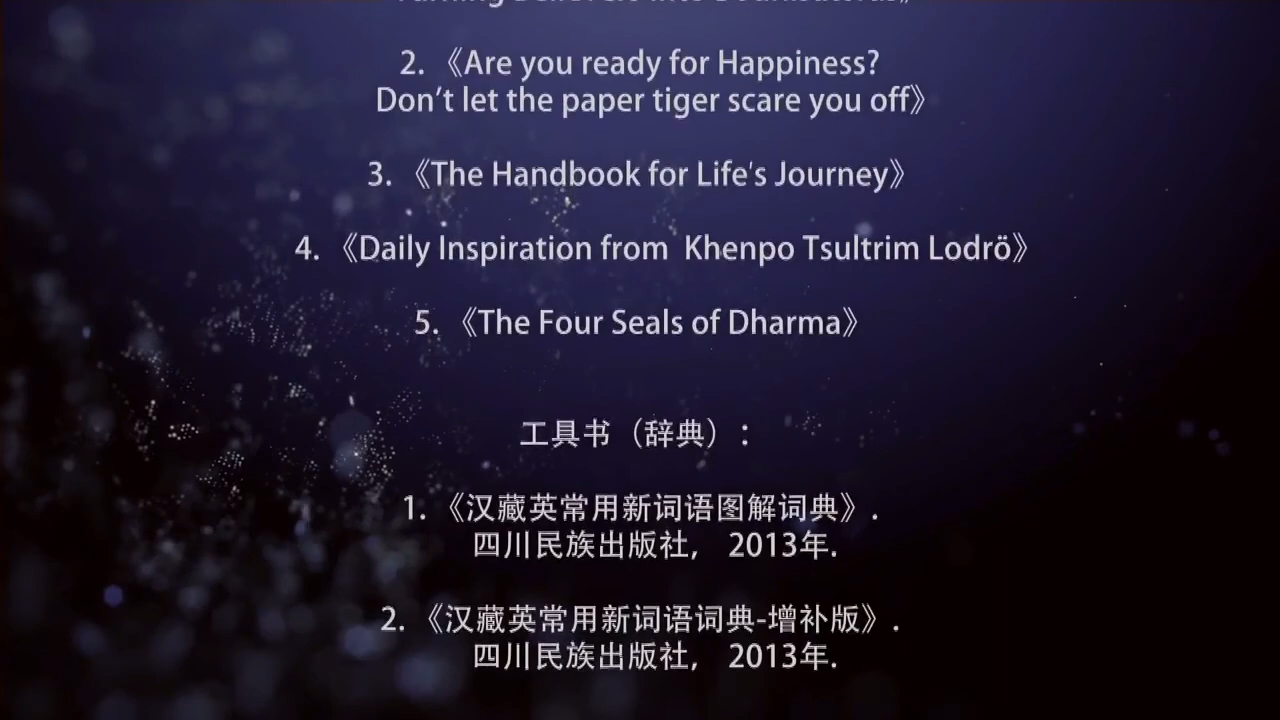 2. 《Are you ready for Happiness?
Don’t let the paper tiger scare you off》
3. 《The Handbook for Life's Journey》
4. 《Daily Inspiration from  Khenpo Tsultrim Lodrö》
5. 《The Four Seals of Dharma》
工具书（辞典）：
1. 《汉藏英常用新词语图解词典》.
四川民族出版社, 2013年.
2. 《汉藏英常用新词语词典-增补版》.
四川民族出版社, 2013年.